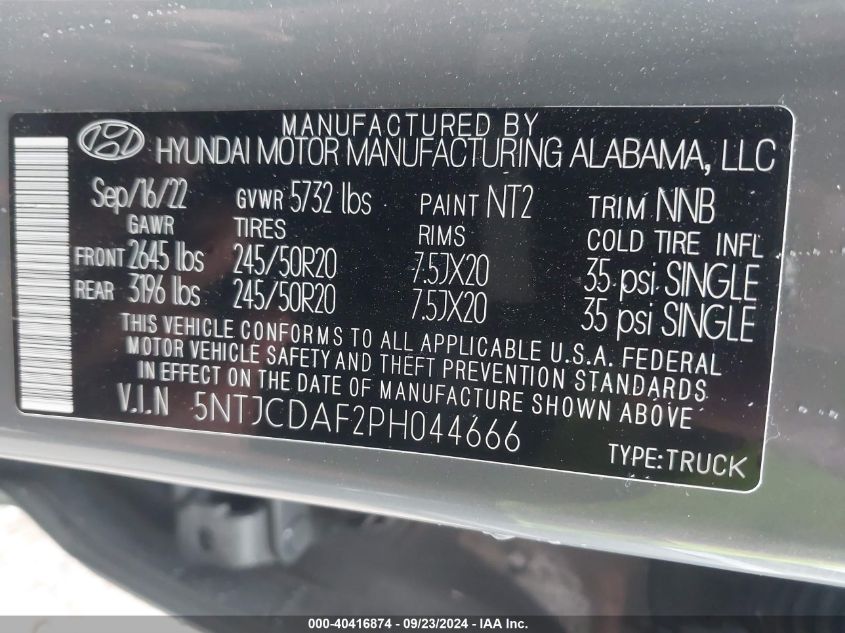 MANUFACTURED BY
HYUNDAI MOTOR MANUFACTURING ALABAMA, LLC
Sep/16/22 GVWR 5732 lbs PAINT NT2 TRIM NNB
GAWR TIRES RIMS COLD TIRE INFL
FRONT 2645 lbs 245/50R20 7.5JX20 35 psi SINGLE
REAR 3196 lbs 245/50R20 7.5JX20 35 psi SINGLE
THIS VEHICLE CONFORMS TO ALL APPLICABLE U.S.A. FEDERAL
MOTOR VEHICLE SAFETY AND THEFT PREVENTION STANDARDS
IN EFFECT ON THE DATE OF MANUFACTURE SHOWN ABOVE
V.I.N 5NTJCDAF2PH044666
TYPE:TRUCK
000-40416874 - 09/23/2024 - IAA Inc.